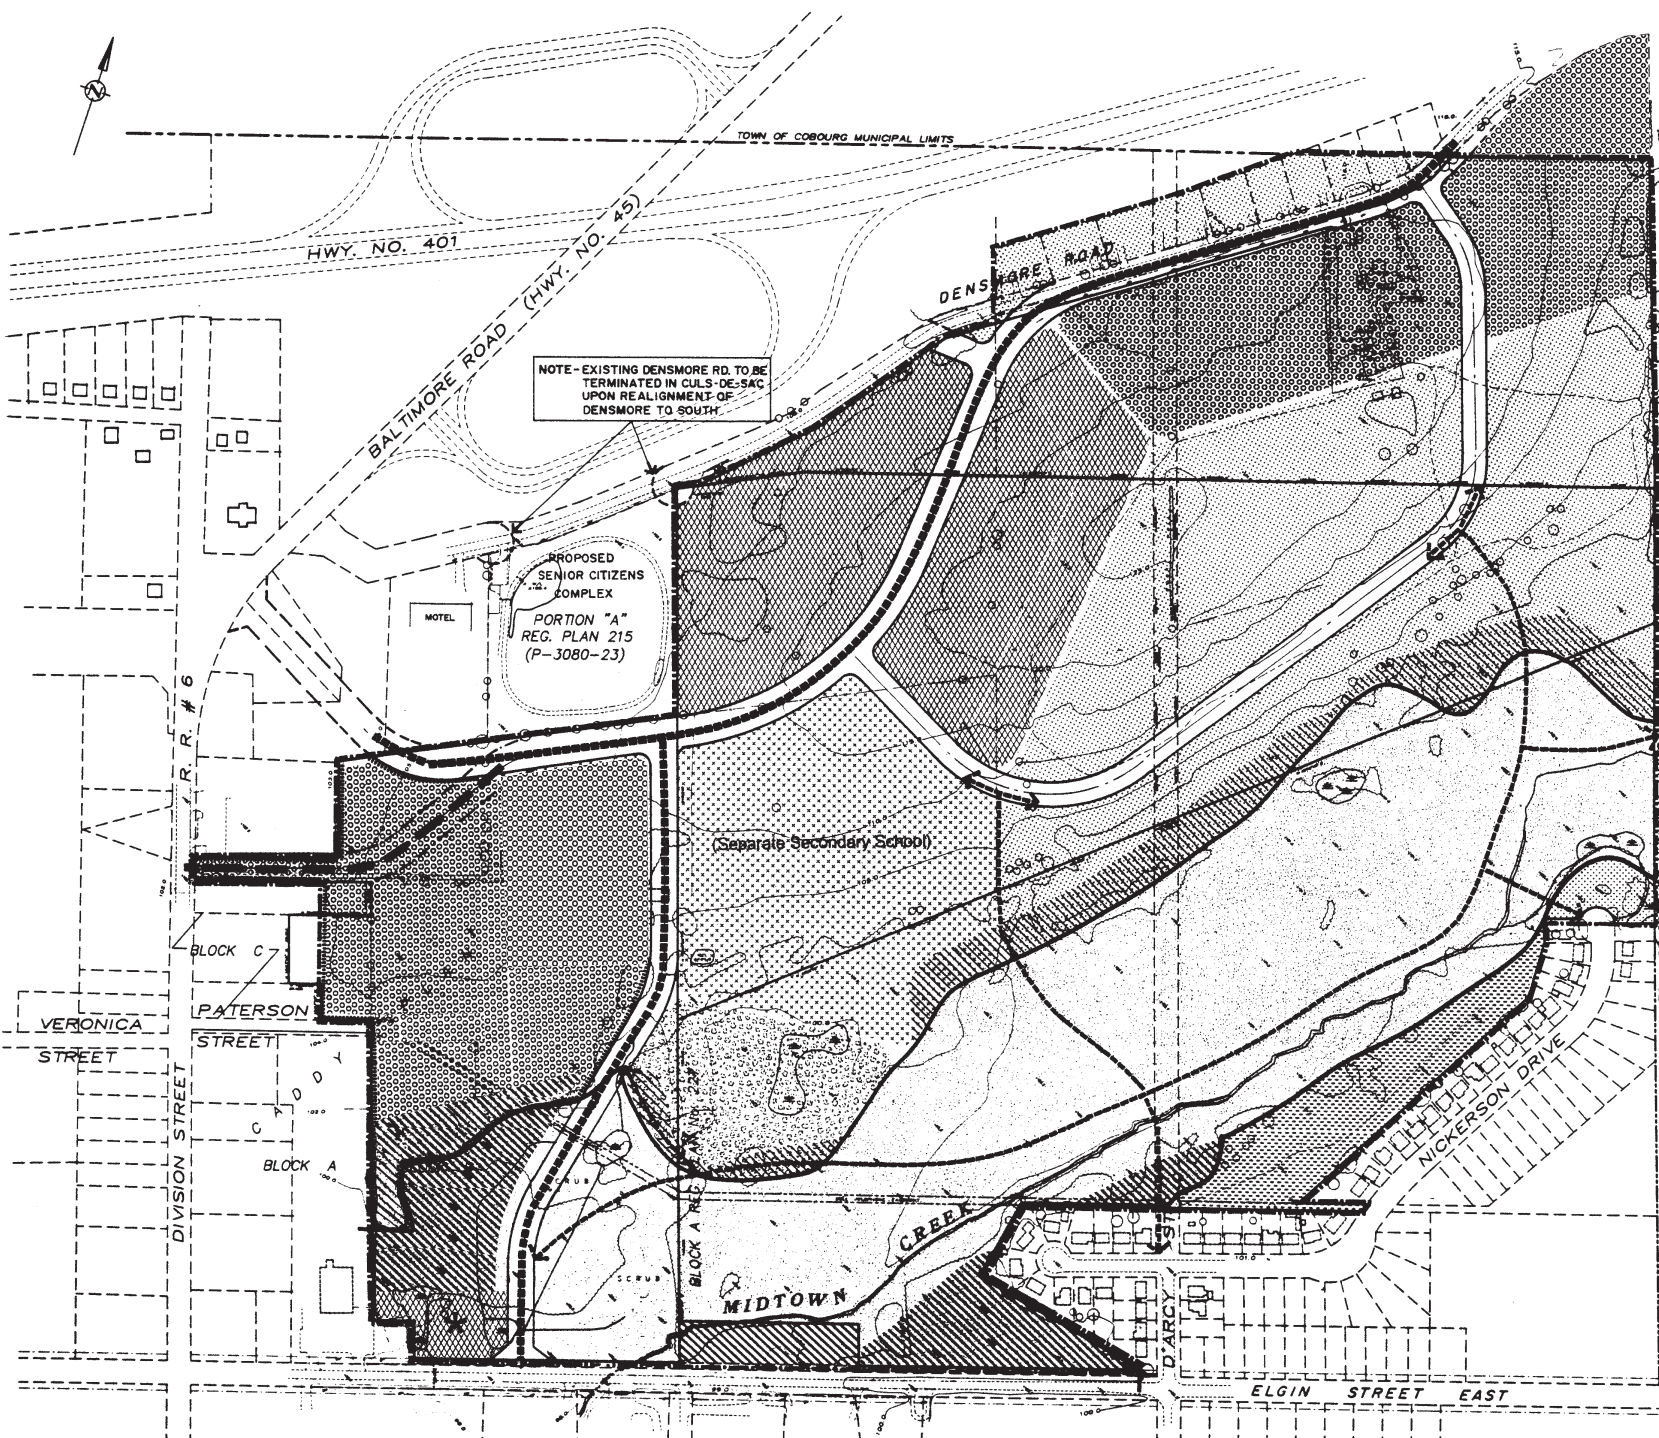 TOWN OF COBOURG MUNICIPAL LIMITS
HWY. NO. 401
BALTIMORE ROAD (HWY. NO. 45)
DENSMORE ROAD
NOTE-EXISTING DENSMORE RD. TO BE
TERMINATED IN CULS-DE-SAC
UPON REALIGNMENT OF
DENSMORE TO SOUTH
PROPOSED
SENIOR CITIZENS
COMPLEX
PORTION "A"
REG. PLAN 215
(P-3080-23)
MOTEL
R. R. # 6
(Separate Secondary School)
BLOCK C
PATERSON
STREET
VERONICA
STREET
CADDY
BLOCK A
DIVISION STREET
SCRUB
SCRUB
BLOCK A REG.
MIDTOWN CREEK
NICKERSON DRIVE
D'ARCY ST.
ELGIN STREET EAST